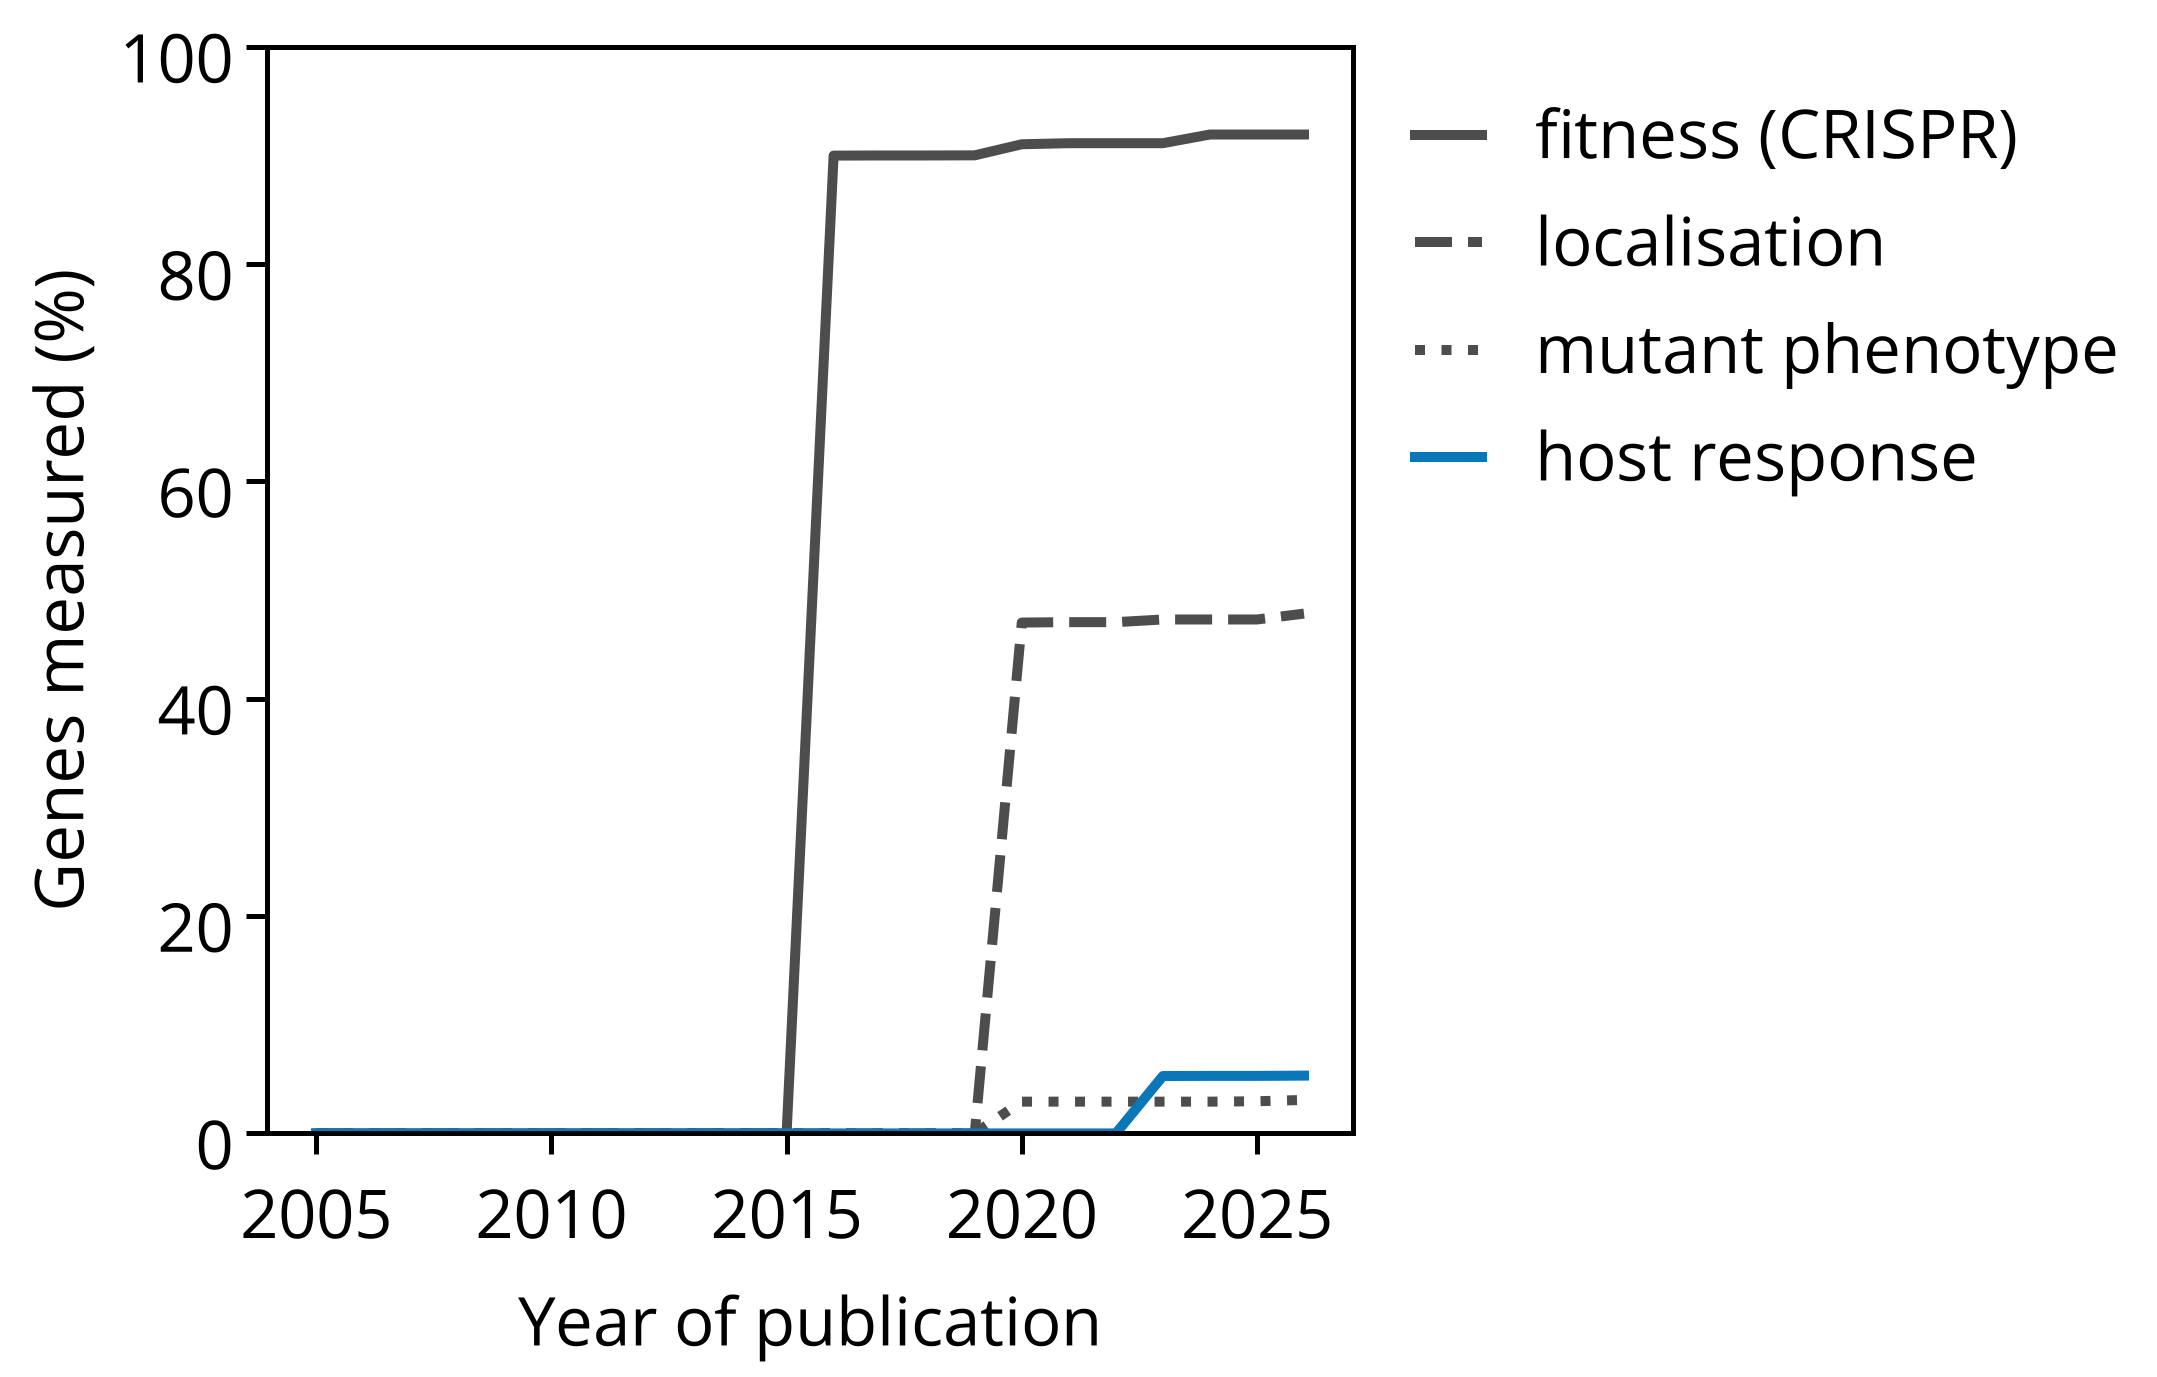 100
80
60
40
20
0
Genes measured (%)
2005 2010 2015 2020 2025
Year of publication
fitness (CRISPR)
localisation
mutant phenotype
host response